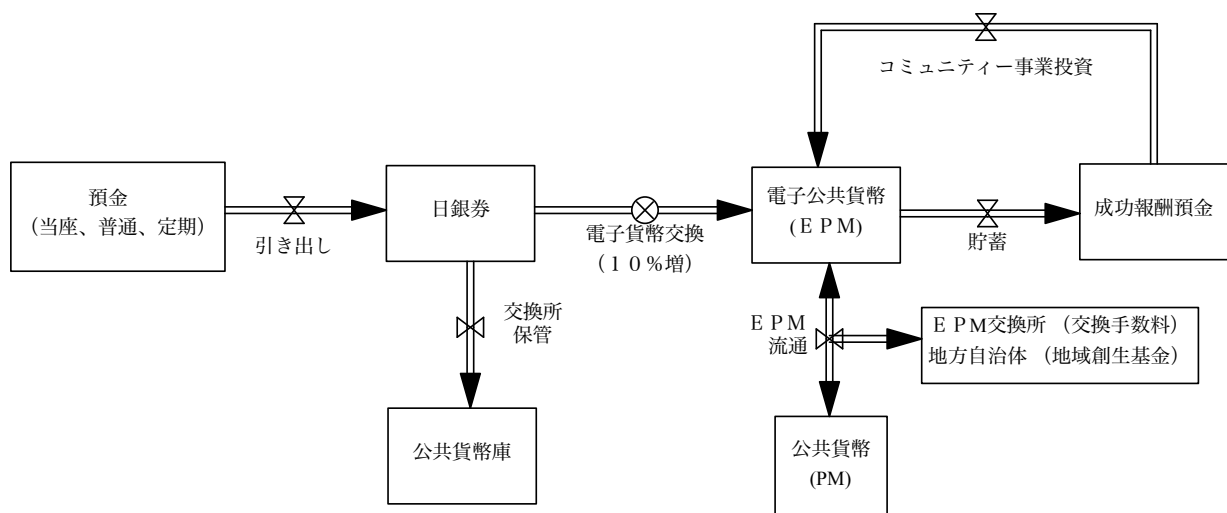 コミュニティー事業投資
預金
（当座、普通、定期）
引き出し
日銀券
電子貨幣交換
（１０％増）
電子公共貨幣
(ＥＰＭ)
貯蓄
成功報酬預金
交換所
保管
ＥＰＭ
流通
ＥＰＭ交換所 （交換手数料）
地方自治体 （地域創生基金）
公共貨幣庫
公共貨幣
(PM)